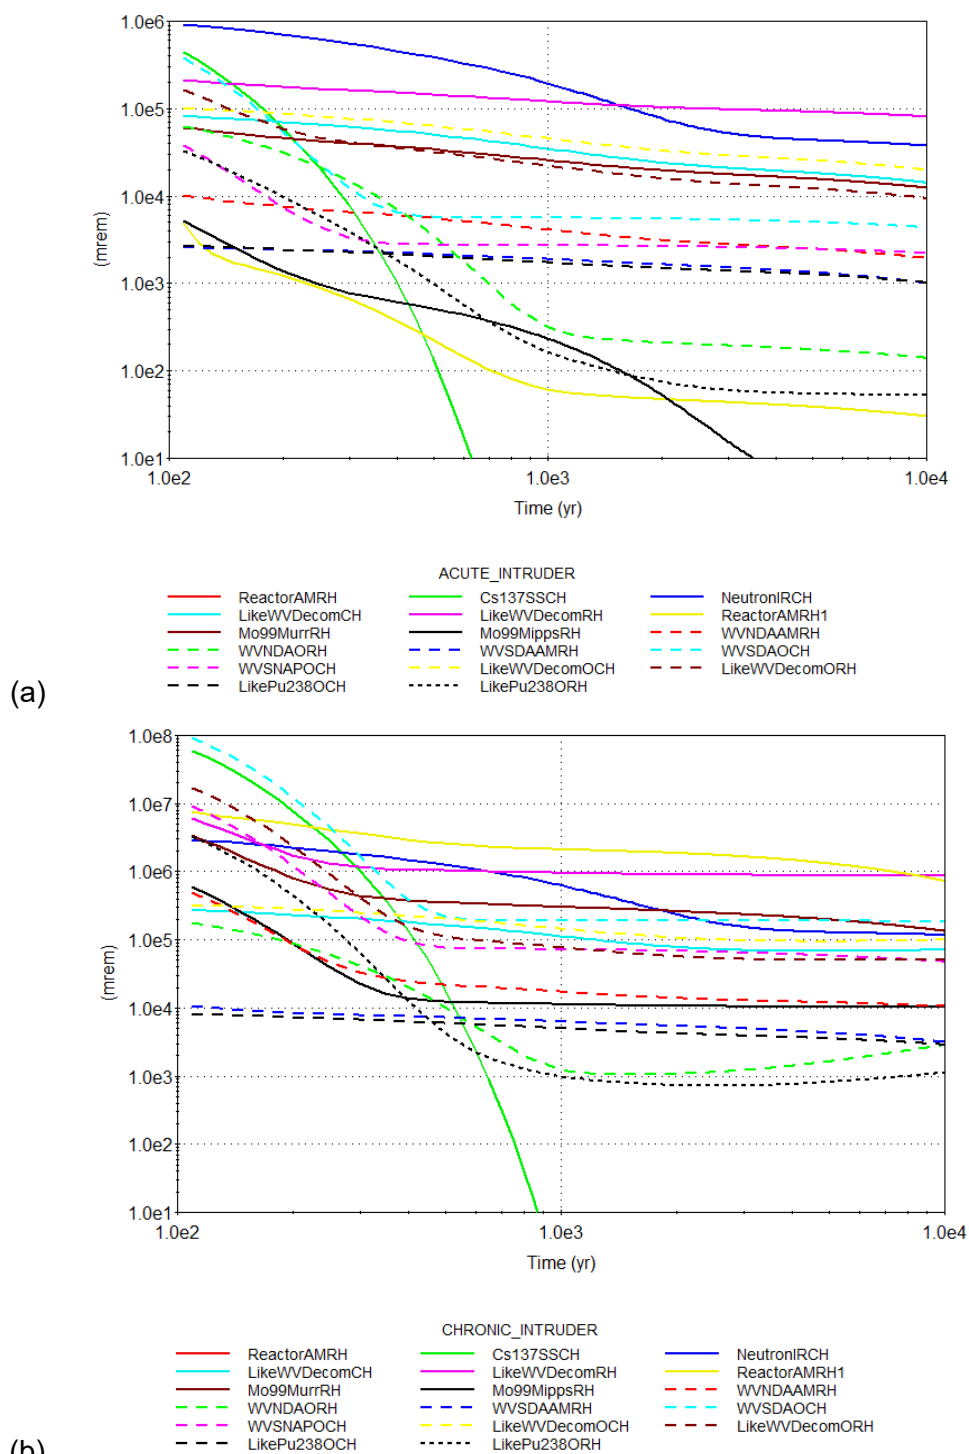 1.0e6
1.0e5
1.0e4
(mrem)
1.0e3
1.0e2
1.0e1
1.0e2 1.0e3 1.0e4
Time (yr)
ACUTE_INTRUDER
ReactorAMRH Cs137SSCH NeutronIRCH
LikeWVDecomCH LikeWVDecomRH ReactorAMRH1
Mo99MurrRH Mo99MippsRH WVNDAAMRH
WVNDAORH WVSDAAMRH WVSDAOCH
WVSNAPOCH LikeWVDecomOCH LikeWVDecomORH
LikePu238OCH LikePu238ORH
(a)
1.0e8
1.0e7
1.0e6
1.0e5
(mrem)
1.0e4
1.0e3
1.0e2
1.0e1
1.0e2 1.0e3 1.0e4
Time (yr)
CHRONIC_INTRUDER
ReactorAMRH Cs137SSCH NeutronIRCH
LikeWVDecomCH LikeWVDecomRH ReactorAMRH1
Mo99MurrRH Mo99MippsRH WVNDAAMRH
WVNDAORH WVSDAAMRH WVSDAOCH
WVSNAPOCH LikeWVDecomOCH LikeWVDecomORH
LikePu238OCH LikePu238ORH
(b)